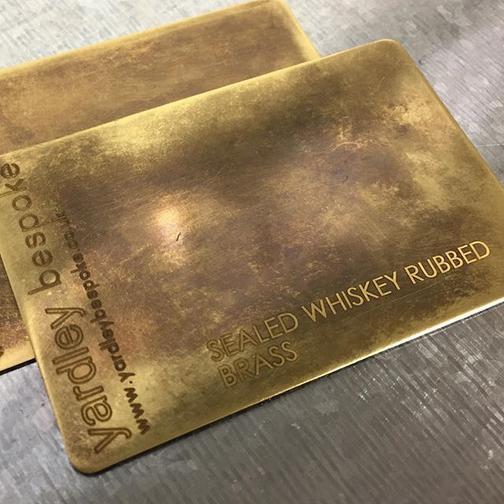 yardley bespoke
www.yardleybespoke.co.uk
SEALED WHISKEY RUBBED
BRASS